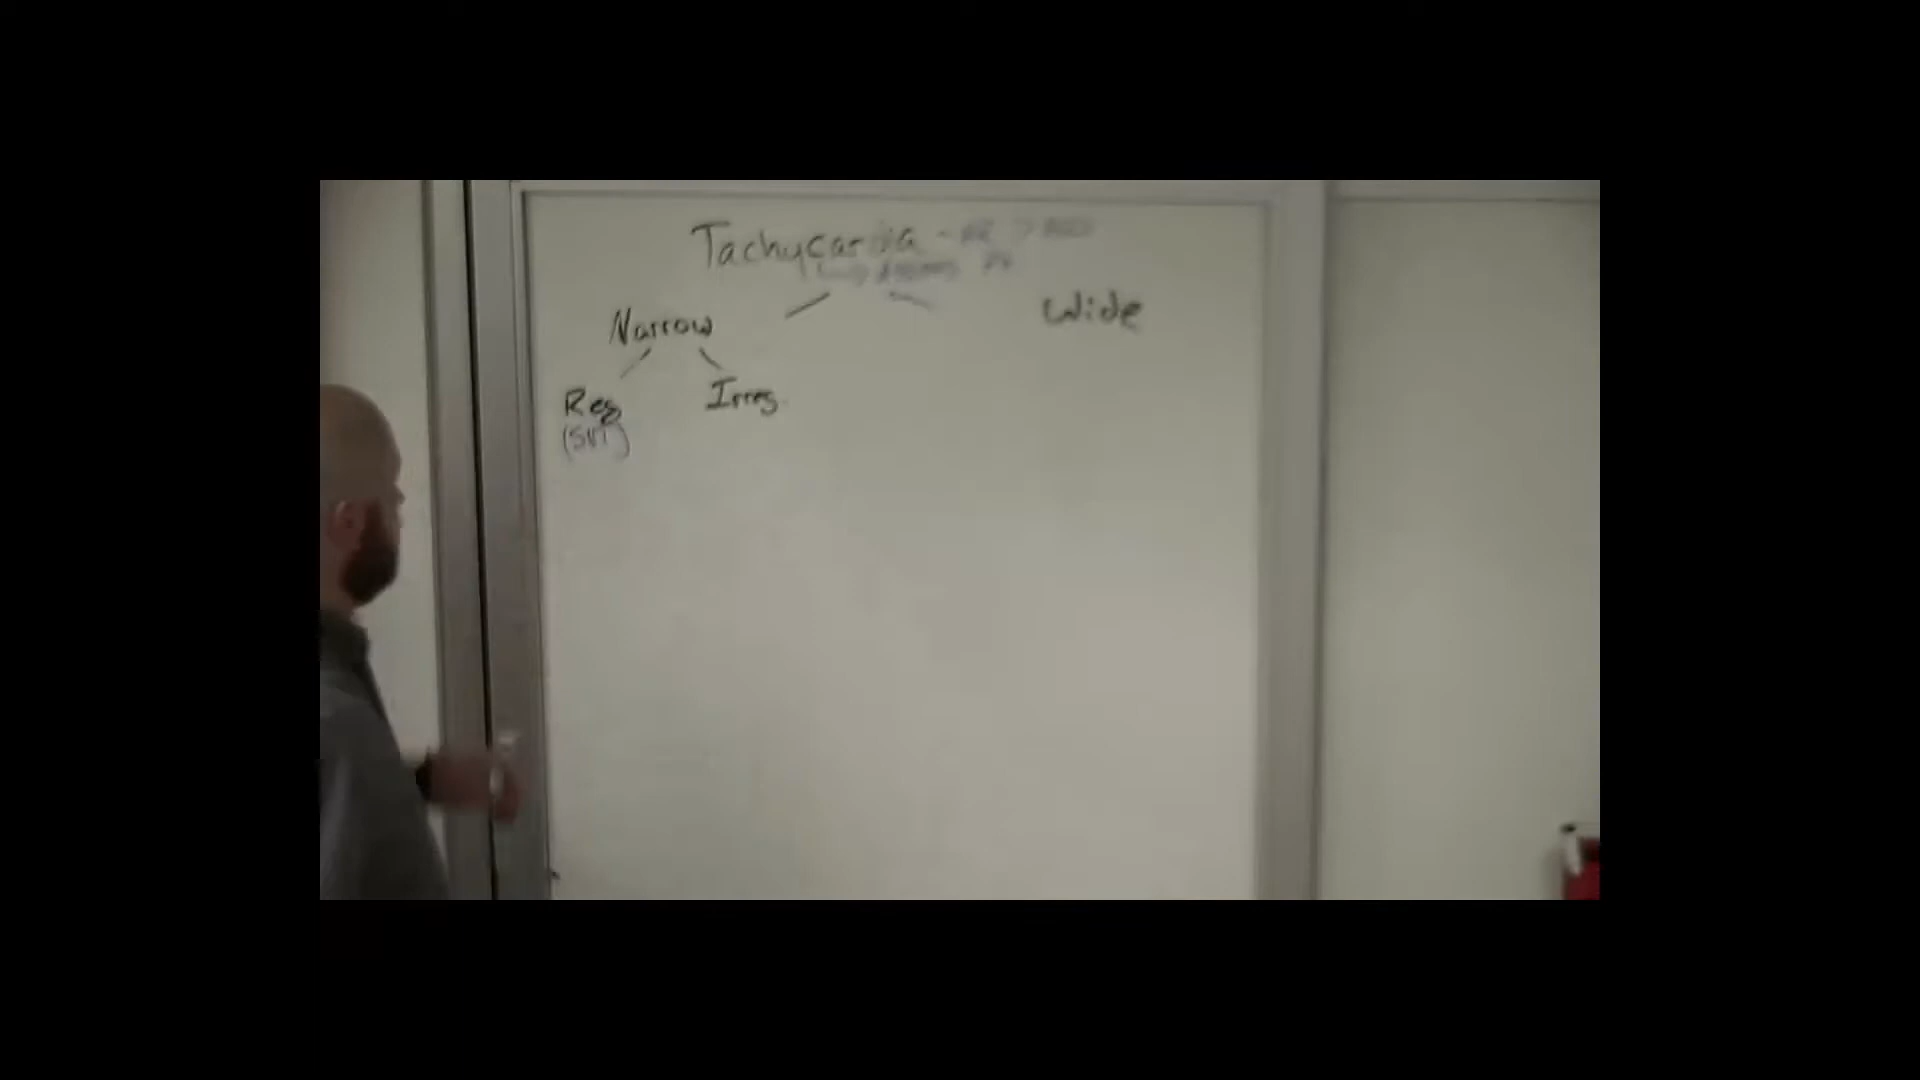 Tachycardia -
Narrow Wide
Reg Irreg.
(SVT)